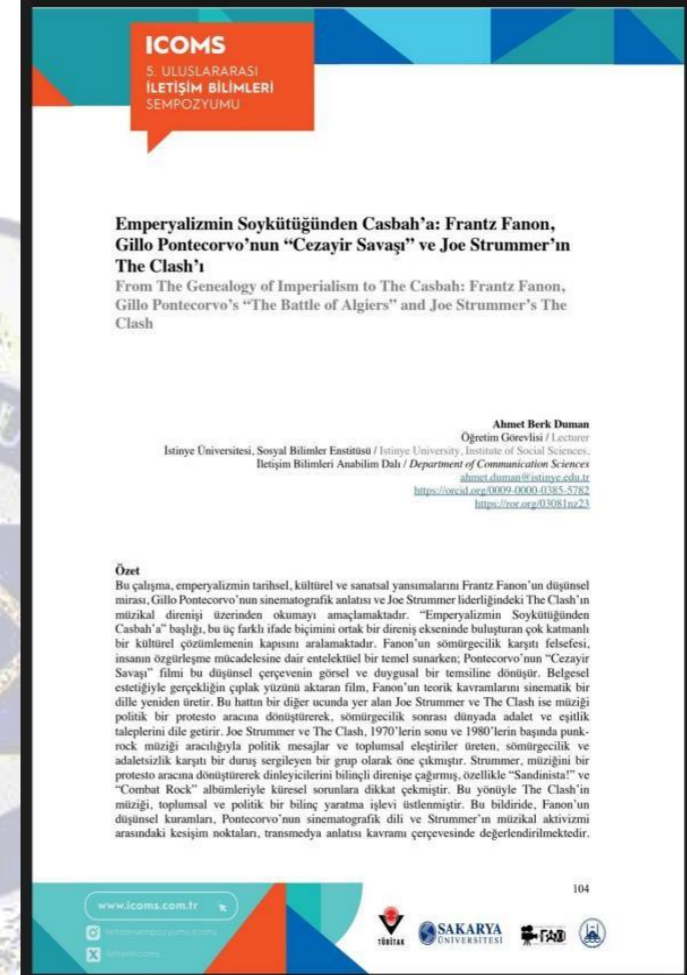 ICOMS
5. ULUSLARARASI
İLETİŞİM BİLİMLERİ
SEMPOZYUMU
Emperyalizmin Soykütüğünden Casbah’a: Frantz Fanon,
Gillo Pontecorvo’nun “Cezayir Savaşı” ve Joe Strummer’ın
The Clash’ı
From The Genealogy of Imperialism to The Casbah: Frantz Fanon,
Gillo Pontecorvo’s “The Battle of Algiers” and Joe Strummer’s The
Clash
Ahmet Berk Duman
Öğretim Görevlisi / Lecturer
İstinye Üniversitesi, Sosyal Bilimler Enstitüsü / Istinye University, Institute of Social Sciences,
İletişim Bilimleri Anabilim Dalı / Department of Communication Sciences
ahmet.duman@istinye.edu.tr
https://orcid.org/0009-0000-0385-5782
https://ror.org/03081nz23
Özet
Bu çalışma, emperyalizmin tarihsel, kültürel ve sanatsal yansımalarını Frantz Fanon’un düşünsel
mirası, Gillo Pontecorvo’nun sinematografik anlatısı ve Joe Strummer liderliğindeki The Clash’ın
müzikal direnişi üzerinden okumayı amaçlamaktadır. “Emperyalizmin Soykütüğünden
Casbah’a” başlığı, bu üç farklı ifade biçimini ortak bir direniş ekseninde buluşturan çok katmanlı
bir kültürel çözümlemenin kapısını aralamaktadır. Fanon’un sömürgecilik karşıtı felsefesi,
insanın özgürleşme mücadelesine dair entelektüel bir temel sunarken; Pontecorvo’nun “Cezayir
Savaşı” filmi bu düşünsel çerçevenin görsel ve duygusal bir temsiline dönüşür. Belgesel
estetiğiyle gerçekliğin çıplak yüzünü aktaran film, Fanon’un teorik kavramlarını sinematik bir
dille yeniden üretir. Bu hattın bir diğer ucunda yer alan Joe Strummer ve The Clash ise müziği
politik bir protesto aracına dönüştürerek, sömürgecilik sonrası dünyada adalet ve eşitlik
taleplerini dile getirir. Joe Strummer ve The Clash, 1970’lerin sonu ve 1980’lerin başında punk-
rock müziği aracılığıyla politik mesajlar ve toplumsal eleştiriler üreten, sömürgecilik ve
adaletsizlik karşıtı bir duruş sergileyen bir grup olarak öne çıkmıştır. Strummer, müziğini bir
protesto aracına dönüştürerek dinleyicilerini bilinçli direnişe çağırmış, özellikle “Sandinista!” ve
“Combat Rock” albümleriyle küresel sorunlara dikkat çekmiştir. Bu yönüyle The Clash’in
müziği, toplumsal ve politik bir bilinç yaratma işlevi üstlenmiştir. Bu bildiride, Fanon’un
düşünsel kuramları, Pontecorvo’nun sinematografik dili ve Strummer’ın müzikal aktivizmi
arasındaki kesişim noktaları, transmedya anlatısı kavramı çerçevesinde değerlendirilmektedir.
104
www.icoms.com.tr
TÜBİTAK
SAKARYA
ÜNİVERSİTESİ